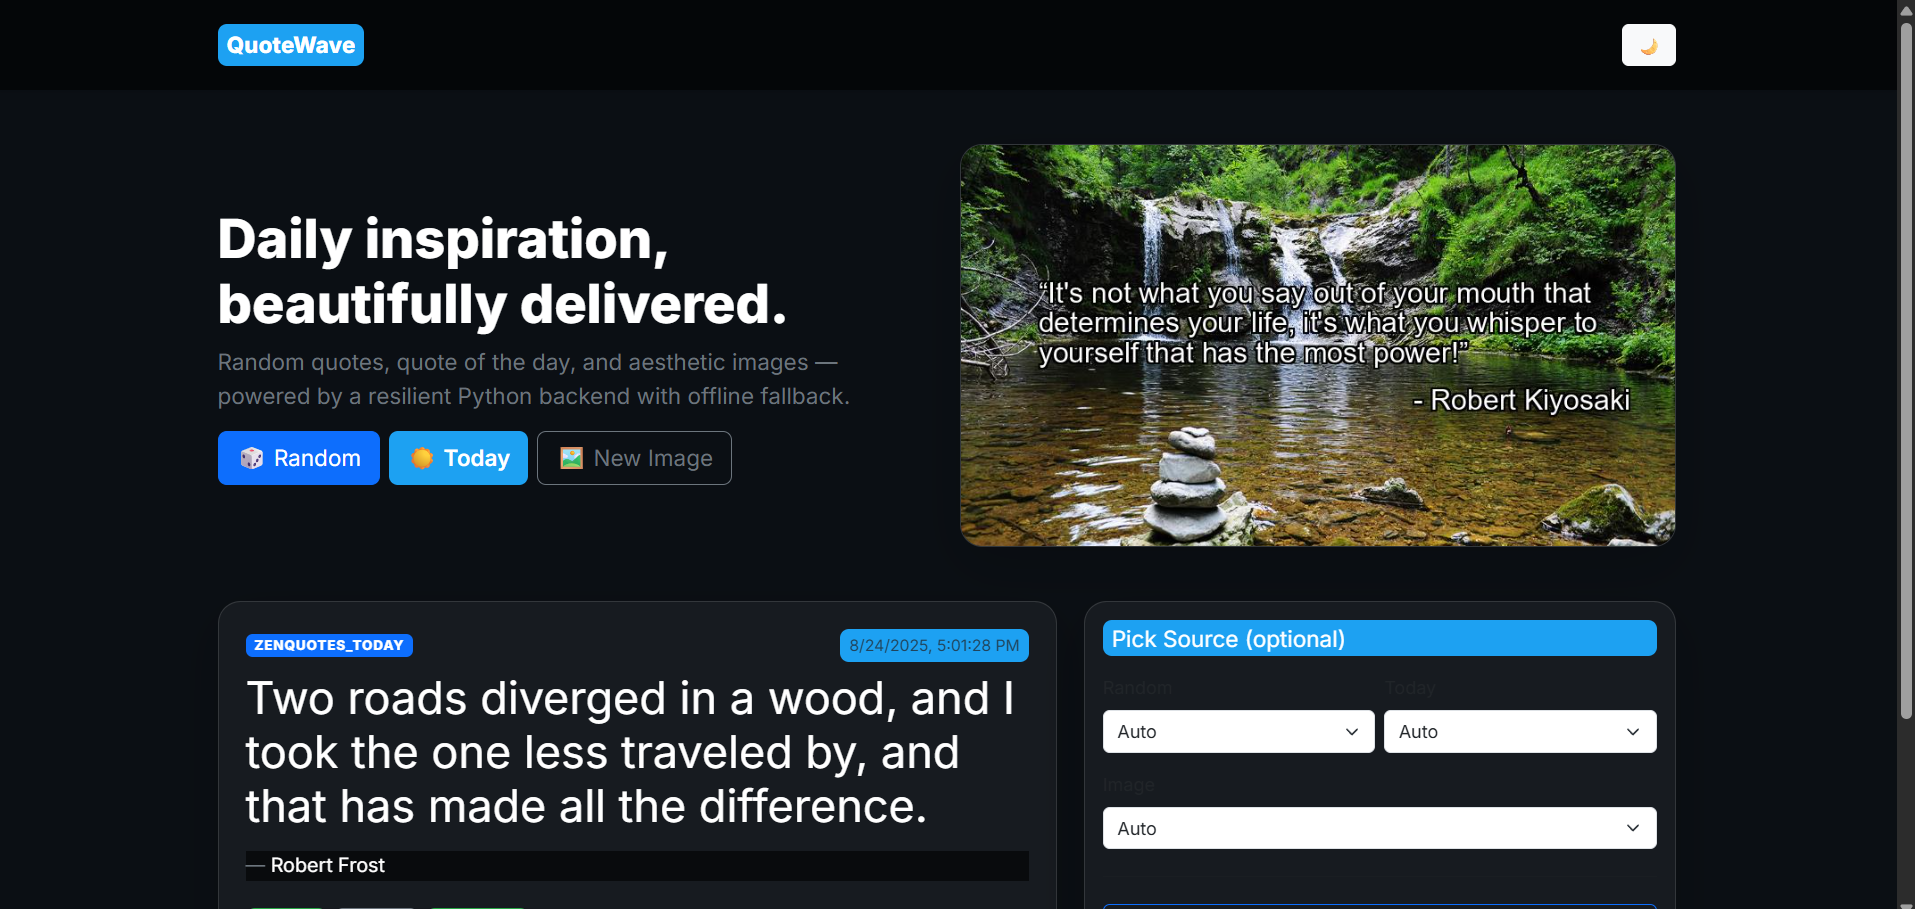 QuoteWave
Daily inspiration,
beautifully delivered.
Random quotes, quote of the day, and aesthetic images —
powered by a resilient Python backend with offline fallback.
Random
Today
New Image
“It's not what you say out of your mouth that
determines your life, it's what you whisper to
yourself that has the most power!”
- Robert Kiyosaki
ZENQUOTES_TODAY
8/24/2025, 5:01:28 PM
Two roads diverged in a wood, and I
took the one less traveled by, and
that has made all the difference.
— Robert Frost
Pick Source (optional)
Random
Today
Auto
Auto
Image
Auto